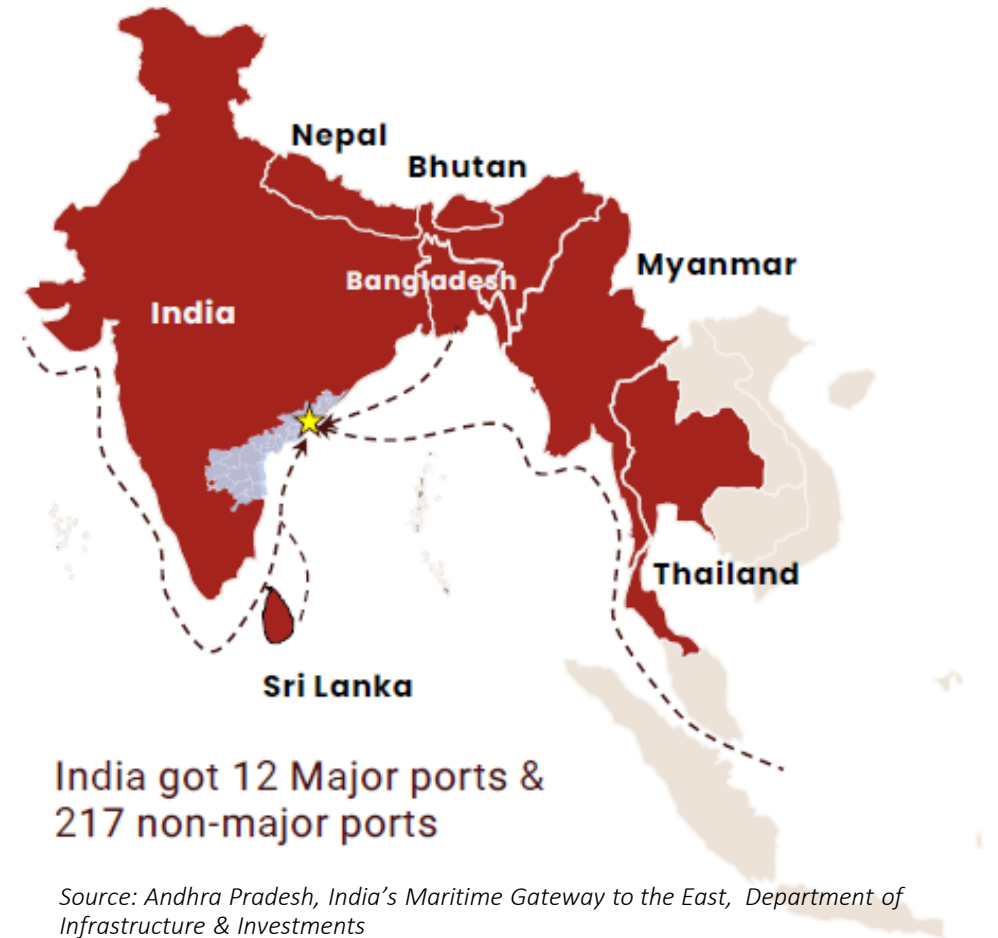 Nepal
Bhutan
Myanmar
Bangladesh
India
Thailand
Sri Lanka
India got 12 Major ports &
217 non-major ports
Source: Andhra Pradesh, India’s Maritime Gateway to the East, Department of
Infrastructure & Investments